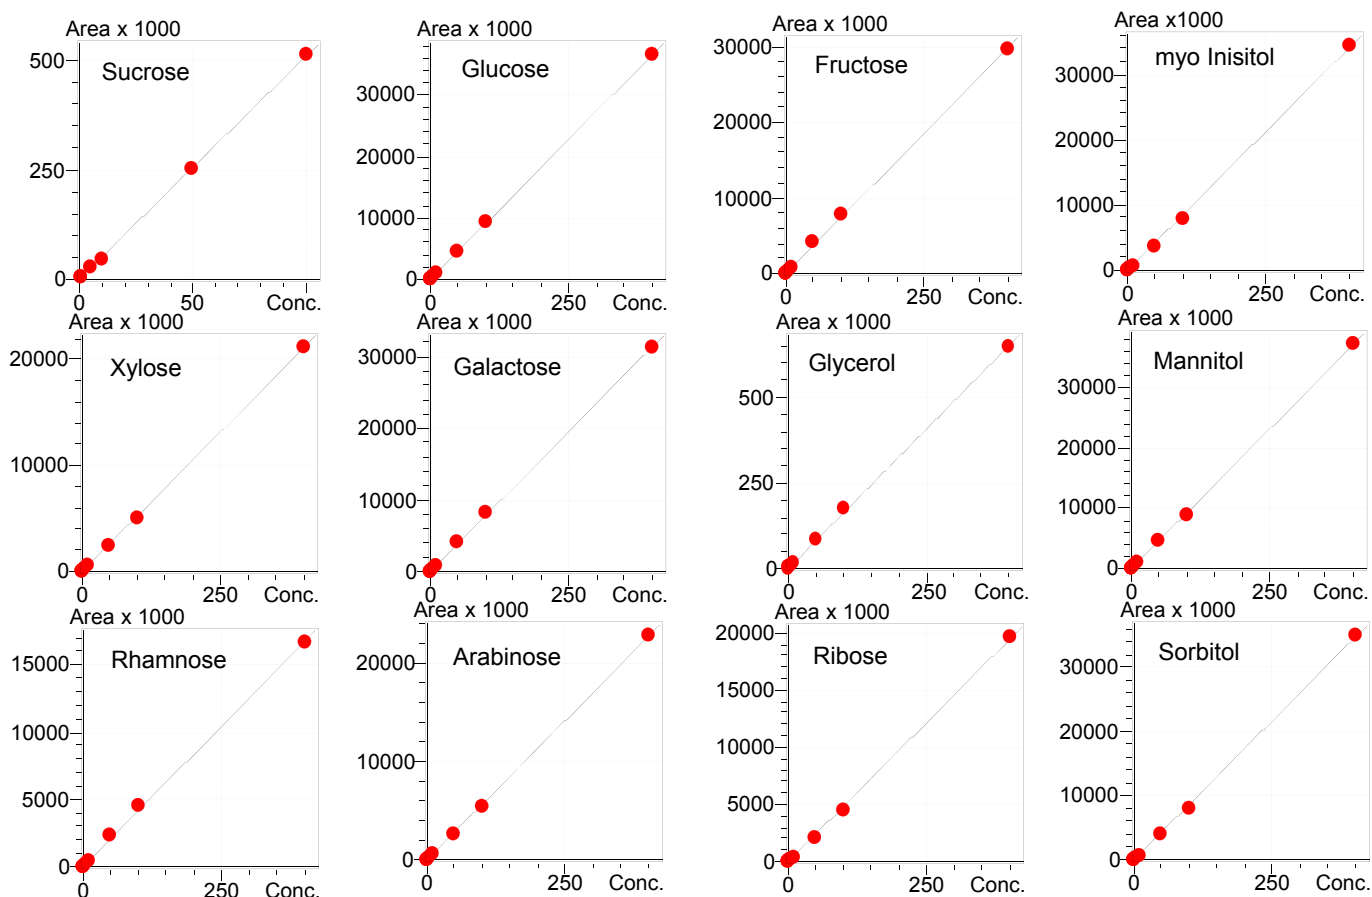 Area x 1000
Sucrose
500
250
0
0 50 Conc.
Area x 1000
Glucose
30000
20000
10000
0
0 250 Conc.
Area x 1000
Fructose
30000
20000
10000
0
0 250 Conc.
Area x1000
myo Inisitol
30000
20000
10000
0
0 250 Conc.
Area x 1000
Xylose
20000
10000
0
0 250 Conc.
Area x 1000
Galactose
30000
20000
10000
0
0 250 Conc.
Area x 1000
Glycerol
500
250
0
0 250 Conc.
Area x 1000
Mannitol
30000
20000
10000
0
0 250 Conc.
Area x 1000
Rhamnose
15000
10000
5000
0
0 250 Conc.
Area x 1000
Arabinose
20000
10000
0
0 250 Conc.
Area x 1000
Ribose
20000
15000
10000
5000
0
0 250 Conc.
Area x 1000
Sorbitol
30000
20000
10000
0
0 250 Conc.